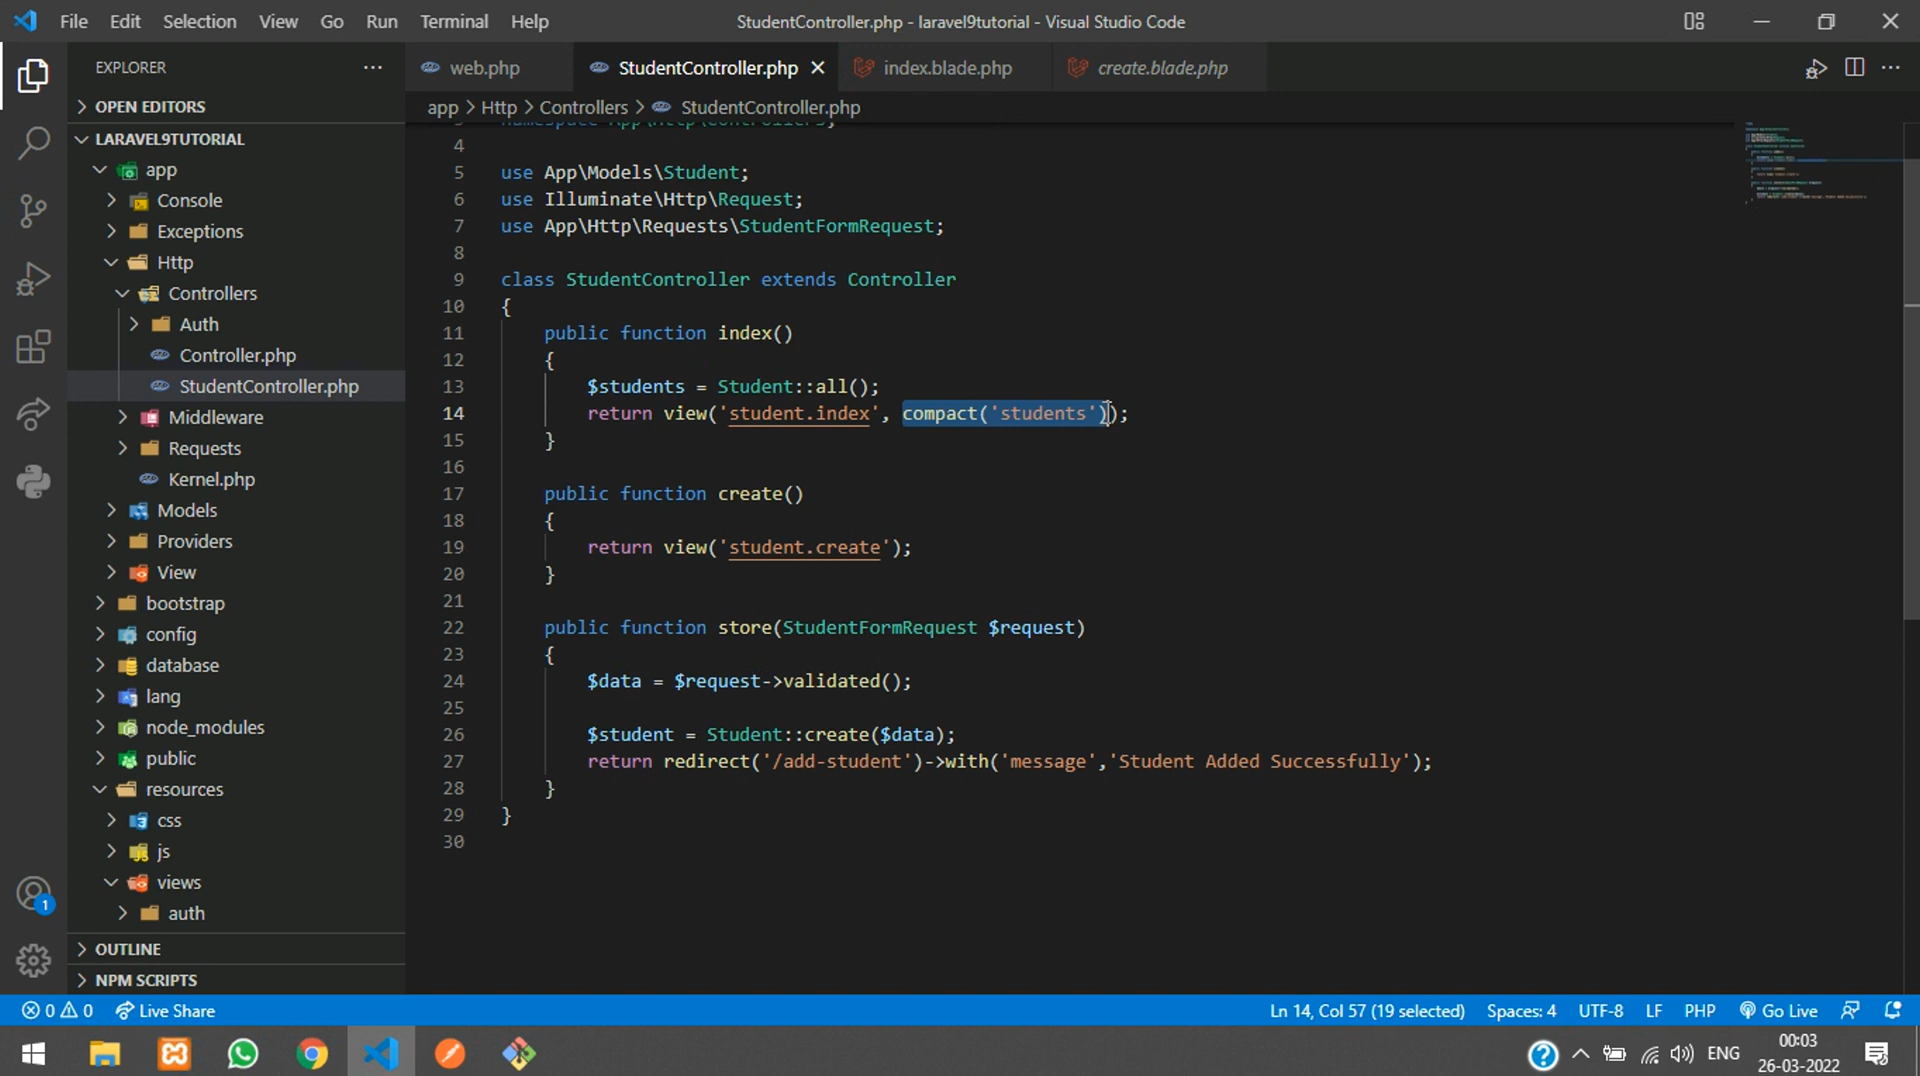 File Edit Selection View Go Run Terminal Help
StudentController.php - laravel9tutorial - Visual Studio Code
EXPLORER
web.php
StudentController.php
index.blade.php
create.blade.php
OPEN EDITORS
app > Http > Controllers > StudentController.php
LARAVEL9TUTORIAL
app
Console
Exceptions
Http
Controllers
Auth
Controller.php
StudentController.php
Middleware
Requests
Kernel.php
Models
Providers
View
bootstrap
config
database
lang
node_modules
public
resources
css
js
views
auth
OUTLINE
NPM SCRIPTS
3 namespace App\Http\Controllers;
4
5 use App\Models\Student;
6 use Illuminate\Http\Request;
7 use App\Http\Requests\StudentFormRequest;
8
9 class StudentController extends Controller
10 {
11 public function index()
12 {
13 $students = Student::all();
14 return view('student.index', compact('students'));
15 }
16
17 public function create()
18 {
19 return view('student.create');
20 }
21
22 public function store(StudentFormRequest $request)
23 {
24 $data = $request->validated();
25
26 $student = Student::create($data);
27 return redirect('/add-student')->with('message','Student Added Successfully');
28 }
29 }
30
1
0 0 Live Share
Ln 14, Col 57 (19 selected) Spaces: 4 UTF-8 LF PHP Go Live
ENG
00:03
26-03-2022